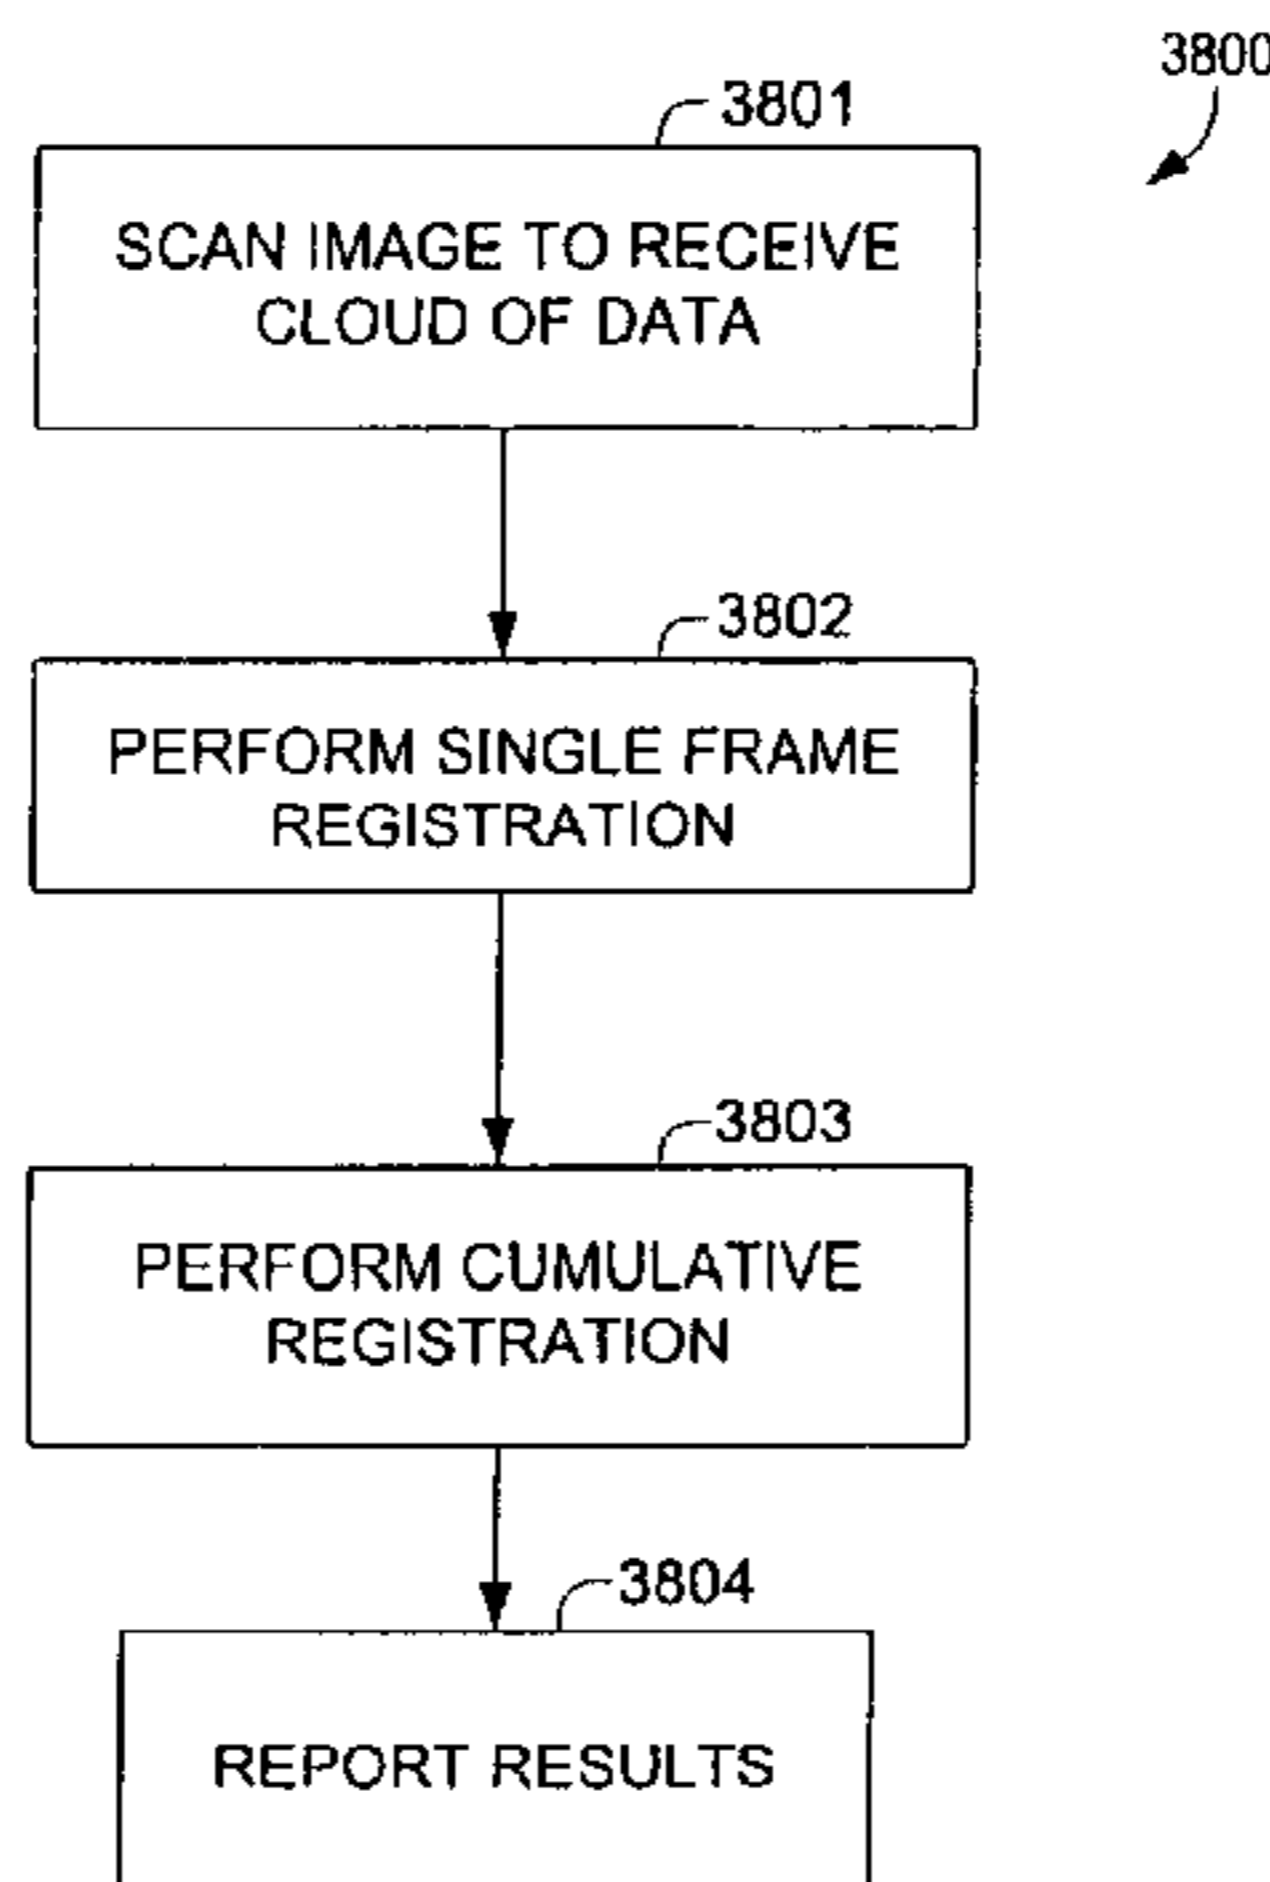 3800
3801
SCAN IMAGE TO RECEIVE
CLOUD OF DATA
3802
PERFORM SINGLE FRAME
REGISTRATION
3803
PERFORM CUMULATIVE
REGISTRATION
3804
REPORT RESULTS